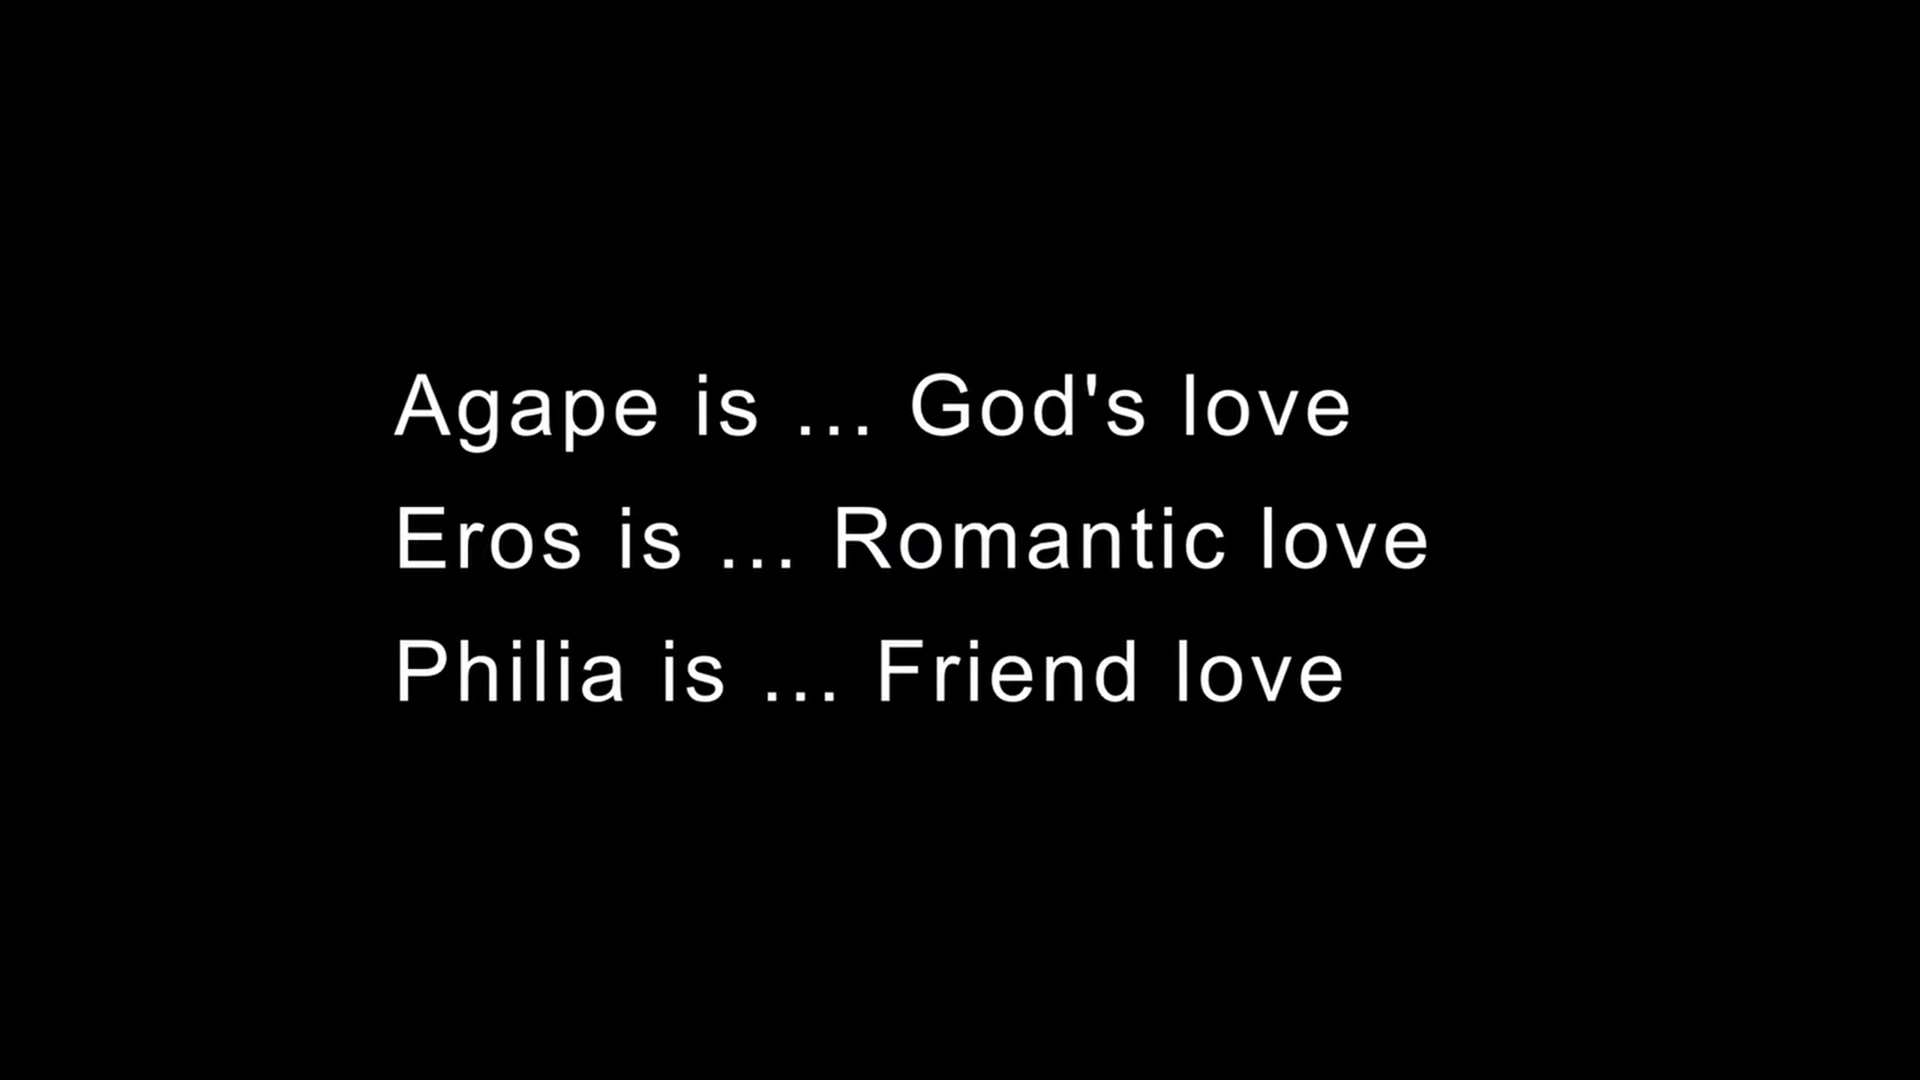 Agape is ... God's love
Eros is ... Romantic love
Philia is ... Friend love